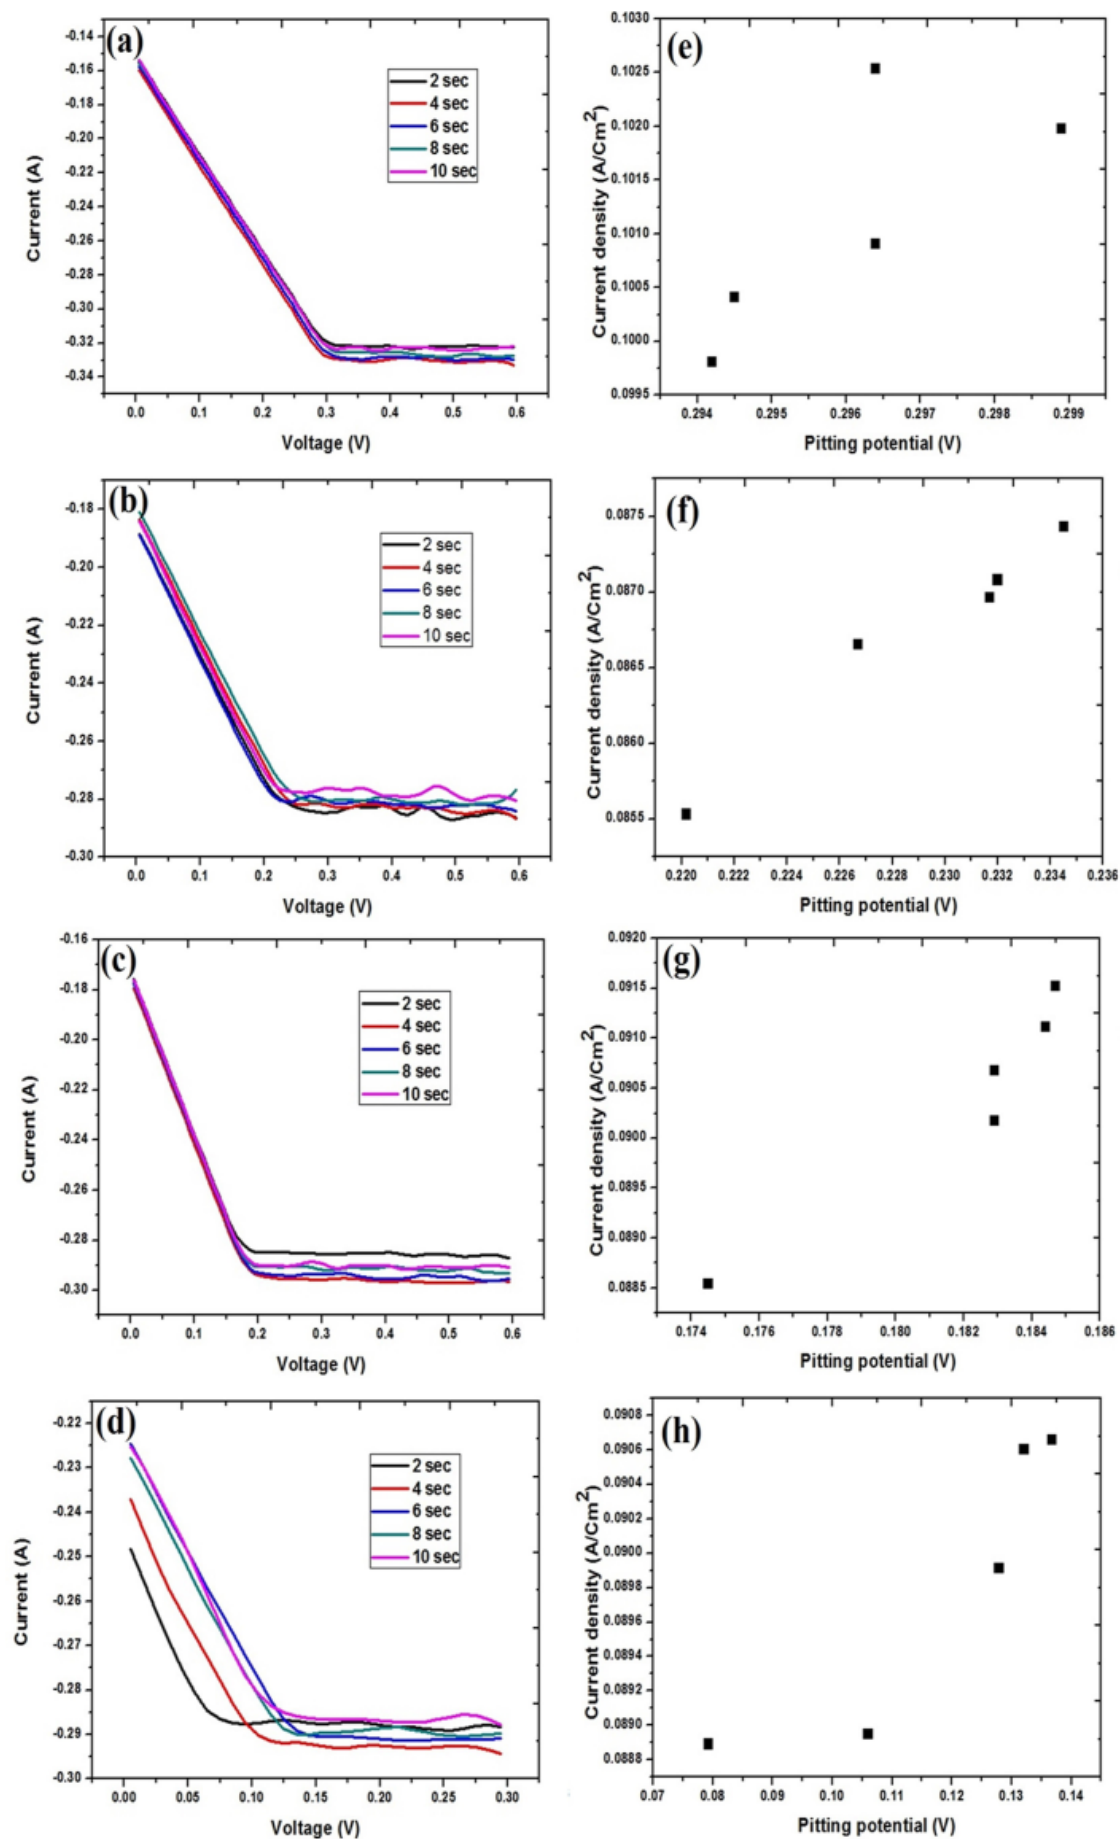 (a)
-0.14
-0.16
-0.18
-0.20
-0.22
-0.24
-0.26
-0.28
-0.30
-0.32
-0.34
Current (A)
2 sec
4 sec
6 sec
8 sec
10 sec
0.0 0.1 0.2 0.3 0.4 0.5 0.6
Voltage (V)
(e)
0.1030
0.1025
0.1020
0.1015
0.1010
0.1005
0.1000
0.0995
Current density (A/Cm2)
0.294 0.295 0.296 0.297 0.298 0.299
Pitting potential (V)
(b)
-0.18
-0.20
-0.22
-0.24
-0.26
-0.28
-0.30
Current (A)
2 sec
4 sec
6 sec
8 sec
10 sec
0.0 0.1 0.2 0.3 0.4 0.5 0.6
Voltage (V)
(f)
0.0875
0.0870
0.0865
0.0860
0.0855
Current density (A/Cm2)
0.220 0.222 0.224 0.226 0.228 0.230 0.232 0.234 0.236
Pitting potential (V)
(c)
-0.16
-0.18
-0.20
-0.22
-0.24
-0.26
-0.28
-0.30
Current (A)
2 sec
4 sec
6 sec
8 sec
10 sec
0.0 0.1 0.2 0.3 0.4 0.5 0.6
Voltage (V)
(g)
0.0920
0.0915
0.0910
0.0905
0.0900
0.0895
0.0890
0.0885
Current density (A/Cm2)
0.174 0.176 0.178 0.180 0.182 0.184 0.186
Pitting potential (V)
(d)
-0.22
-0.23
-0.24
-0.25
-0.26
-0.27
-0.28
-0.29
-0.30
Current (A)
2 sec
4 sec
6 sec
8 sec
10 sec
0.00 0.05 0.10 0.15 0.20 0.25 0.30
Voltage (V)
(h)
0.0908
0.0906
0.0904
0.0902
0.0900
0.0898
0.0896
0.0894
0.0892
0.0890
0.0888
Current density (A/Cm2)
0.07 0.08 0.09 0.10 0.11 0.12 0.13 0.14
Pitting potential (V)